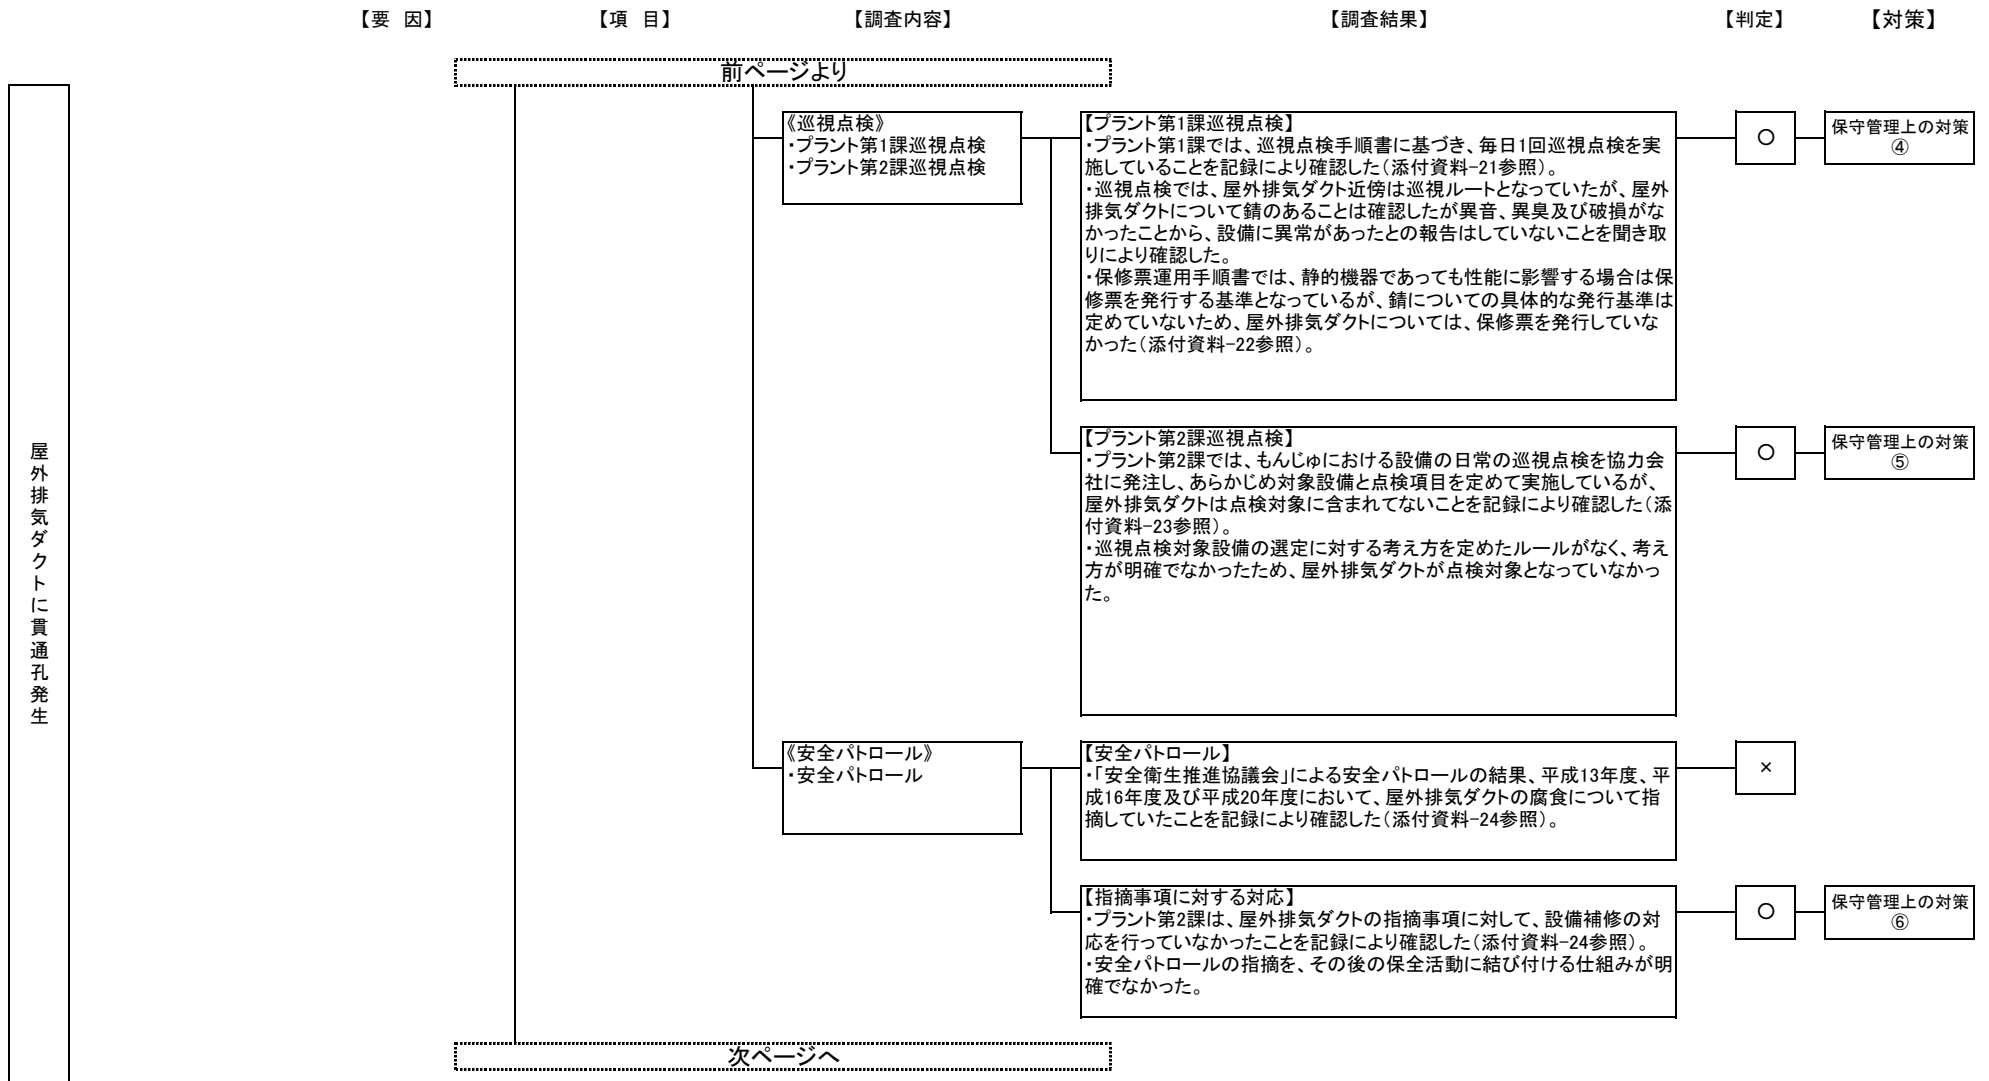 【要　因】 【項　目】 【調査内容】 【調査結果】 【判定】 【対策】
前ページより
屋外排気ダクトに貫通孔発生
《巡視点検》
・プラント第1課巡視点検
・プラント第2課巡視点検
【プラント第1課巡視点検】
・プラント第1課では、巡視点検手順書に基づき、毎日1回巡視点検を実
施していることを記録により確認した（添付資料-21参照）。
・巡視点検では、屋外排気ダクト近傍は巡視ルートとなっていたが、屋外
排気ダクトについて錆のあることは確認したが異音、異臭及び破損がな
かったことから、設備に異常があったとの報告はしていないことを聞き取
りにより確認した。
・保修票運用手順書では、静的機器であっても性能に影響する場合は保
修票を発行する基準となっているが、錆についての具体的な発行基準は
定めていないため、屋外排気ダクトについては、保修票を発行していな
かった（添付資料-22参照）。
○
保守管理上の対策
④
【プラント第2課巡視点検】
・プラント第2課では、もんじゅにおける設備の日常の巡視点検を協力会
社に発注し、あらかじめ対象設備と点検項目を定めて実施しているが、
屋外排気ダクトは点検対象に含まれてないことを記録により確認した（添
付資料-23参照）。
・巡視点検対象設備の選定に対する考え方を定めたルールがなく、考え
方が明確でなかったため、屋外排気ダクトが点検対象となっていなかっ
た。
○
保守管理上の対策
⑤
《安全パトロール》
・安全パトロール
【安全パトロール】
・「安全衛生推進協議会」による安全パトロールの結果、平成13年度、平
成16年度及び平成20年度において、屋外排気ダクトの腐食について指
摘していたことを記録により確認した（添付資料-24参照）。
×
【指摘事項に対する対応】
・プラント第2課は、屋外排気ダクトの指摘事項に対して、設備補修の対
応を行っていなかったことを記録により確認した（添付資料-24参照）。
・安全パトロールの指摘を、その後の保全活動に結び付ける仕組みが明
確でなかった。
○
保守管理上の対策
⑥
次ページへ